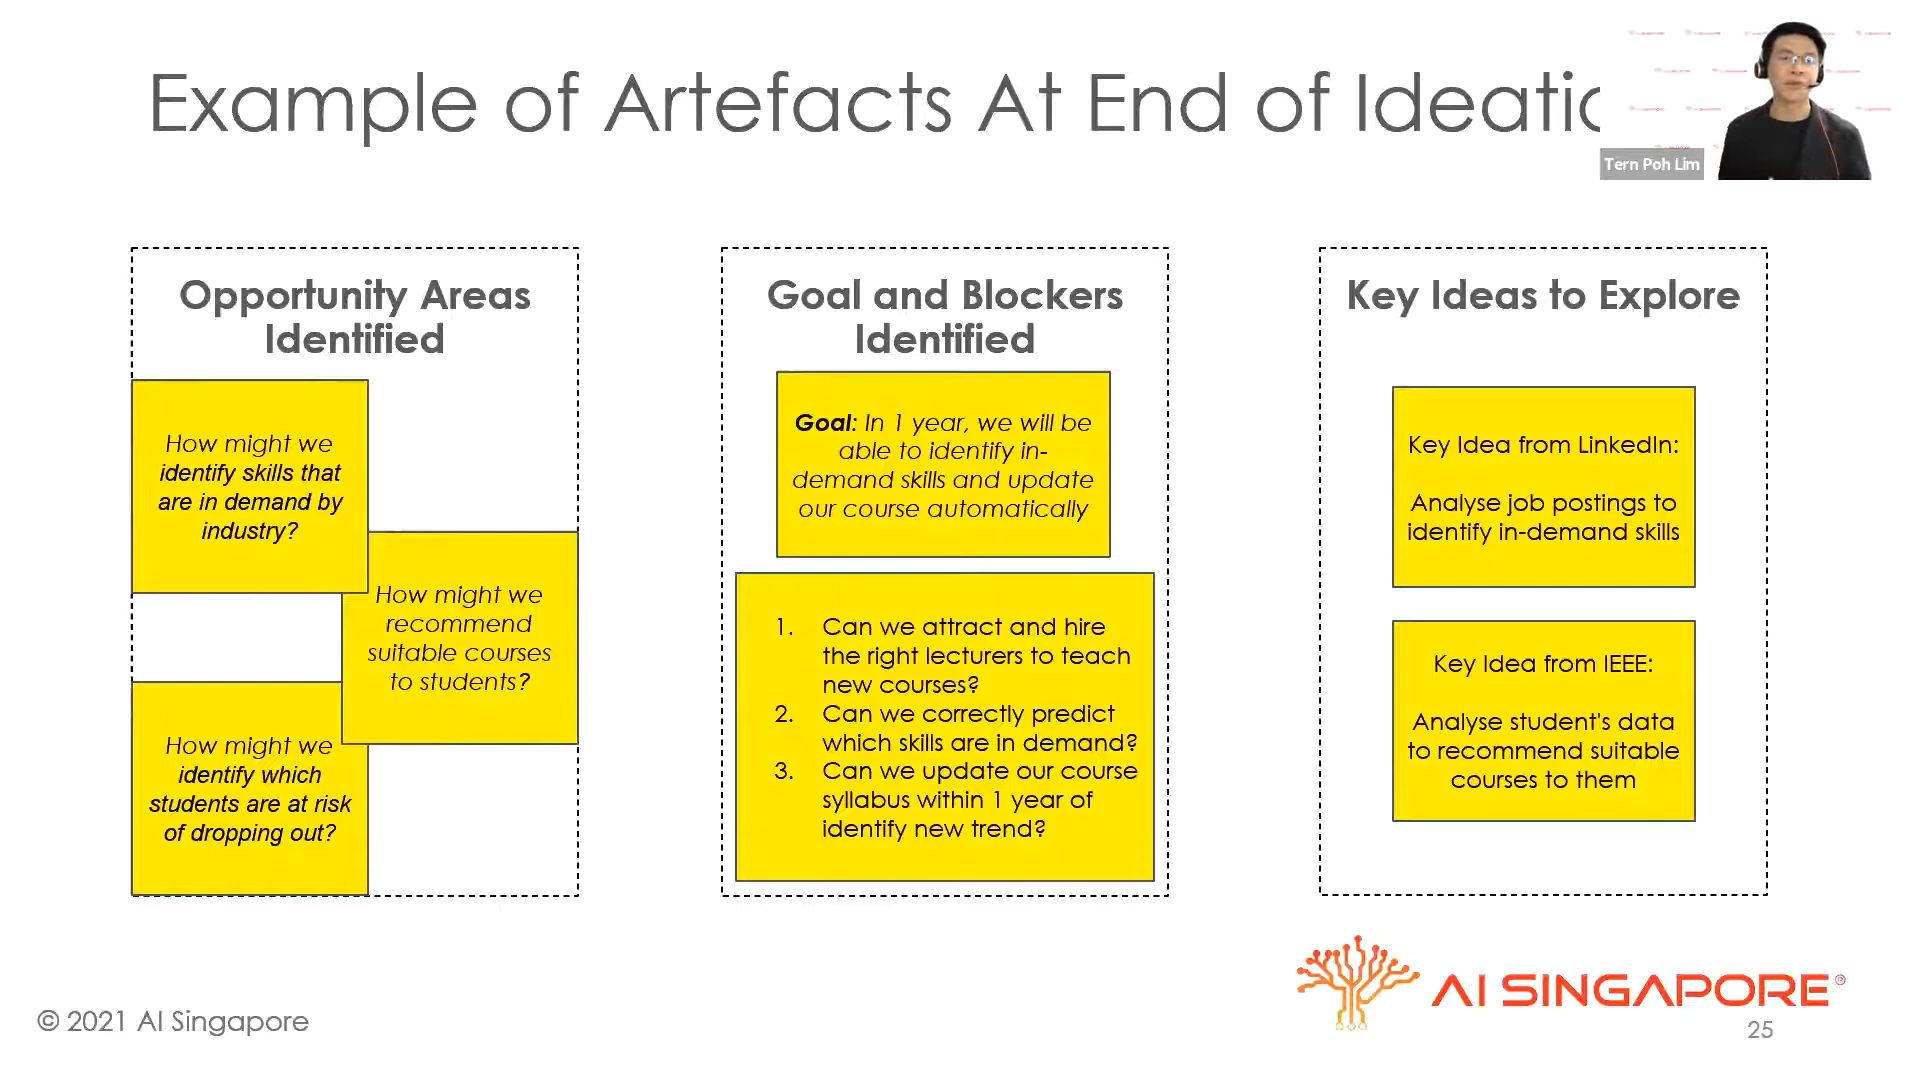 Example of Artefacts At End of Ideatic
Tern Poh Lim
Opportunity Areas
Identified
How might we
identify skills that
are in demand by
industry?
How might we
recommend
suitable courses
to students?
How might we
identify which
students are at risk
of dropping out?
Goal and Blockers
Identified
Goal: In 1 year, we will be
able to identify in-
demand skills and update
our course automatically
1. Can we attract and hire
the right lecturers to teach
new courses?
2. Can we correctly predict
which skills are in demand?
3. Can we update our course
syllabus within 1 year of
identify new trend?
Key Ideas to Explore
Key Idea from LinkedIn:
Analyse job postings to
identify in-demand skills
Key Idea from IEEE:
Analyse student's data
to recommend suitable
courses to them
AI SINGAPORE®
© 2021 AI Singapore
25